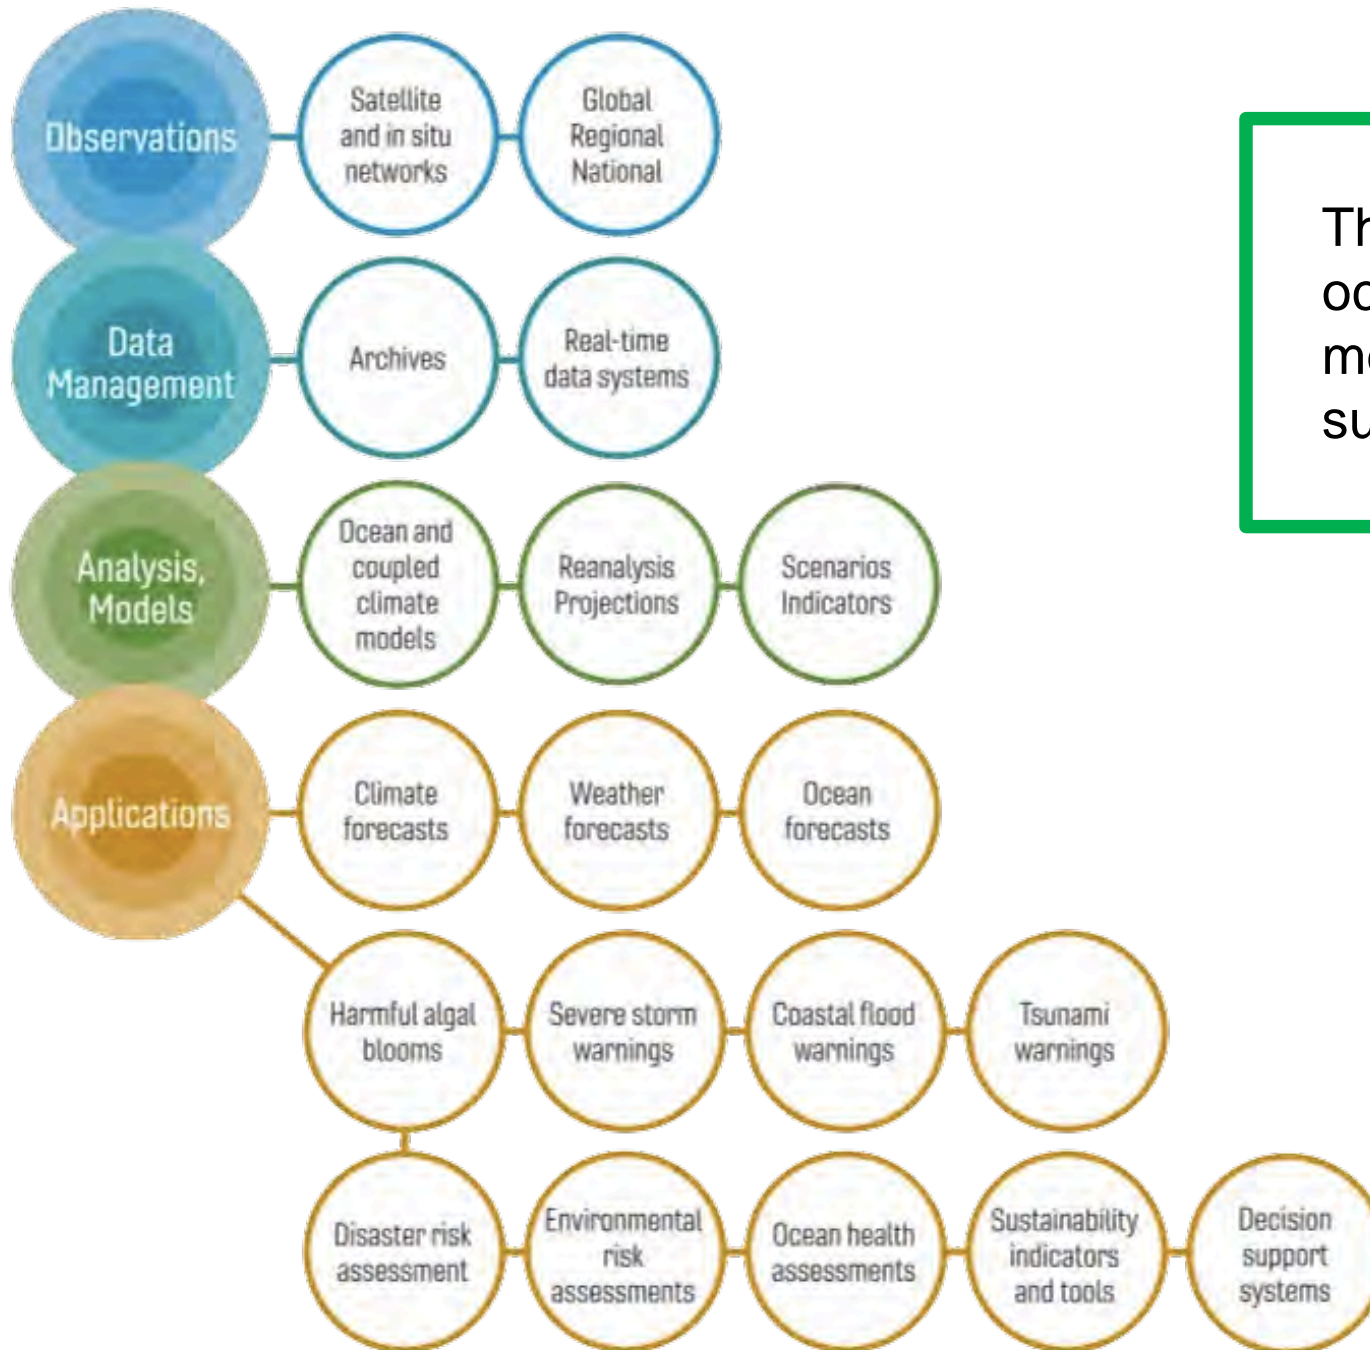 Observations
Satellite
and in situ
networks
Global
Regional
National
Data
Management
Archives
Real-time
data systems
Analysis,
Models
Ocean and
coupled
climate
models
Reanalysis
Projections
Scenarios
Indicators
Applications
Climate
forecasts
Weather
forecasts
Ocean
forecasts
Harmful algal
blooms
Severe storm
warnings
Coastal flood
warnings
Tsunami
warnings
Disaster risk
assessment
Environmental
risk
assessments
Ocean health
assessments
Sustainability
indicators
and tools
Decision
support
systems